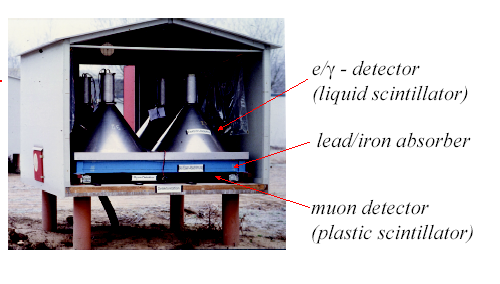 e/γ - detector
(liquid scintillator)
lead/iron absorber
muon detector
(plastic scintillator)